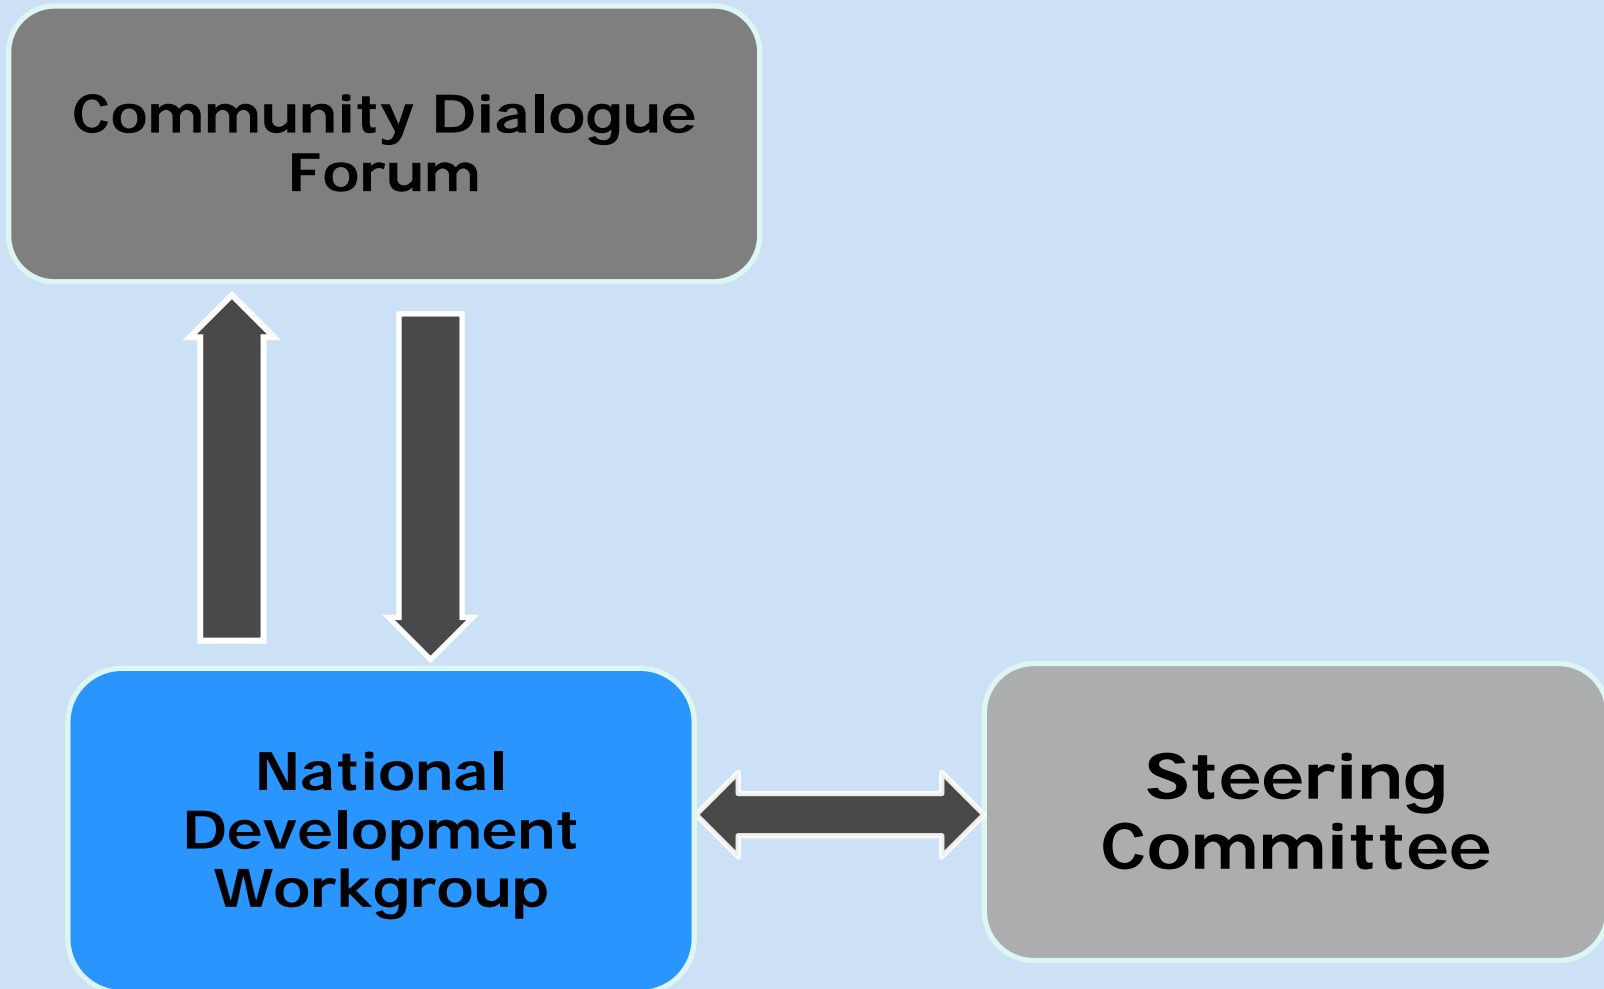 Community Dialogue
Forum
National
Development
Workgroup
Steering
Committee